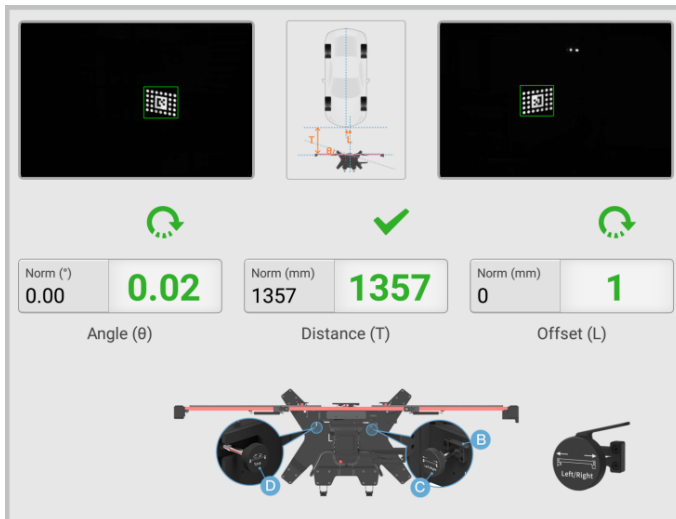 T
L
θ
Norm (°)
0.00
0.02
Norm (mm)
1357
1357
Norm (mm)
0
1
Angle (θ)
Distance (T)
Offset (L)
B
L
D
C
Left/Right